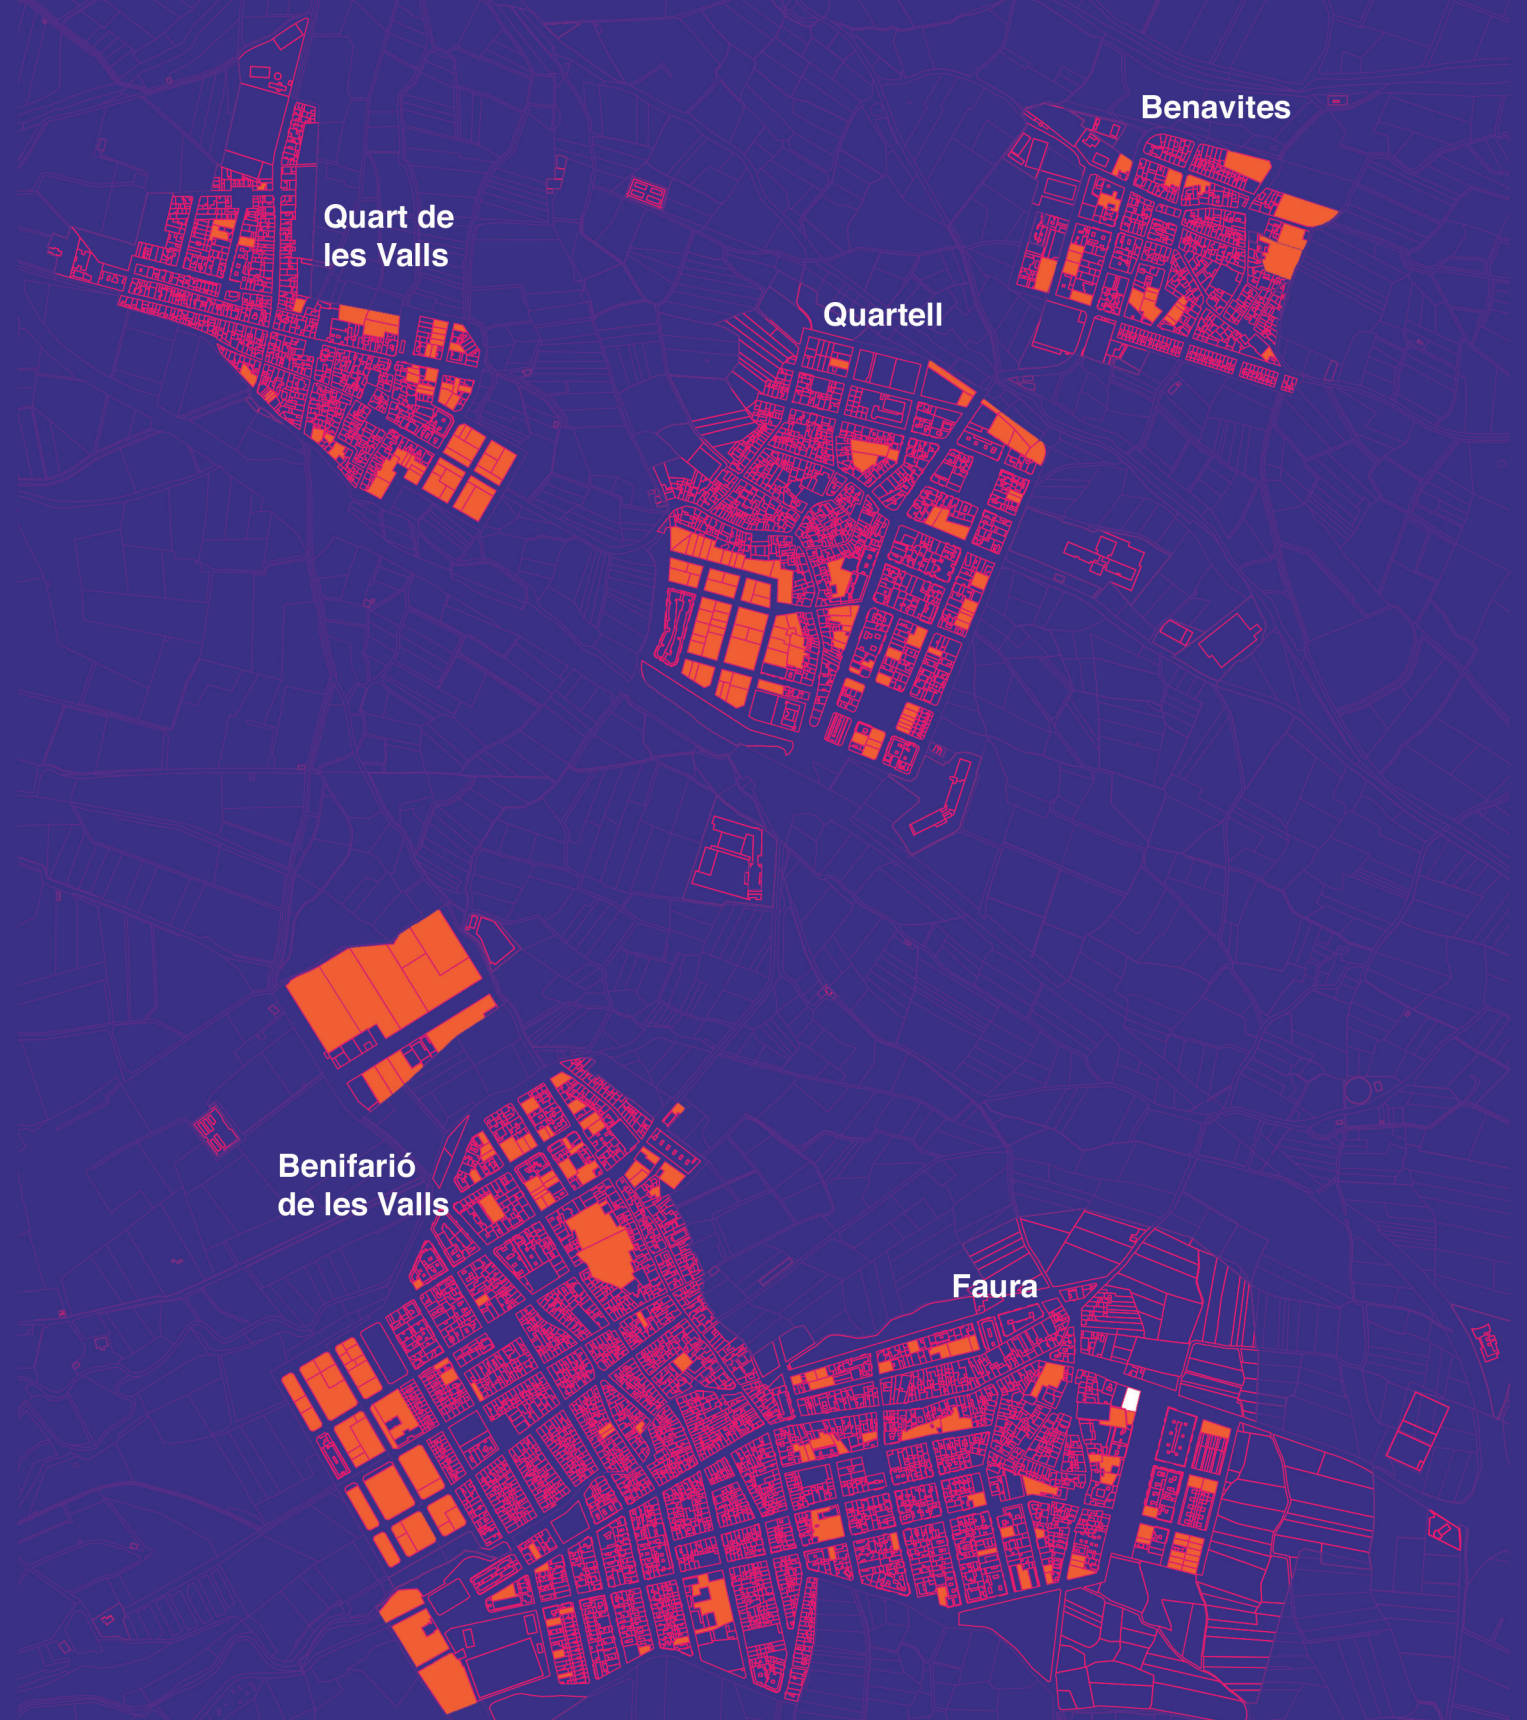 Benavites
Quart de
les Valls
Quartell
Benifarió
de les Valls
Faura